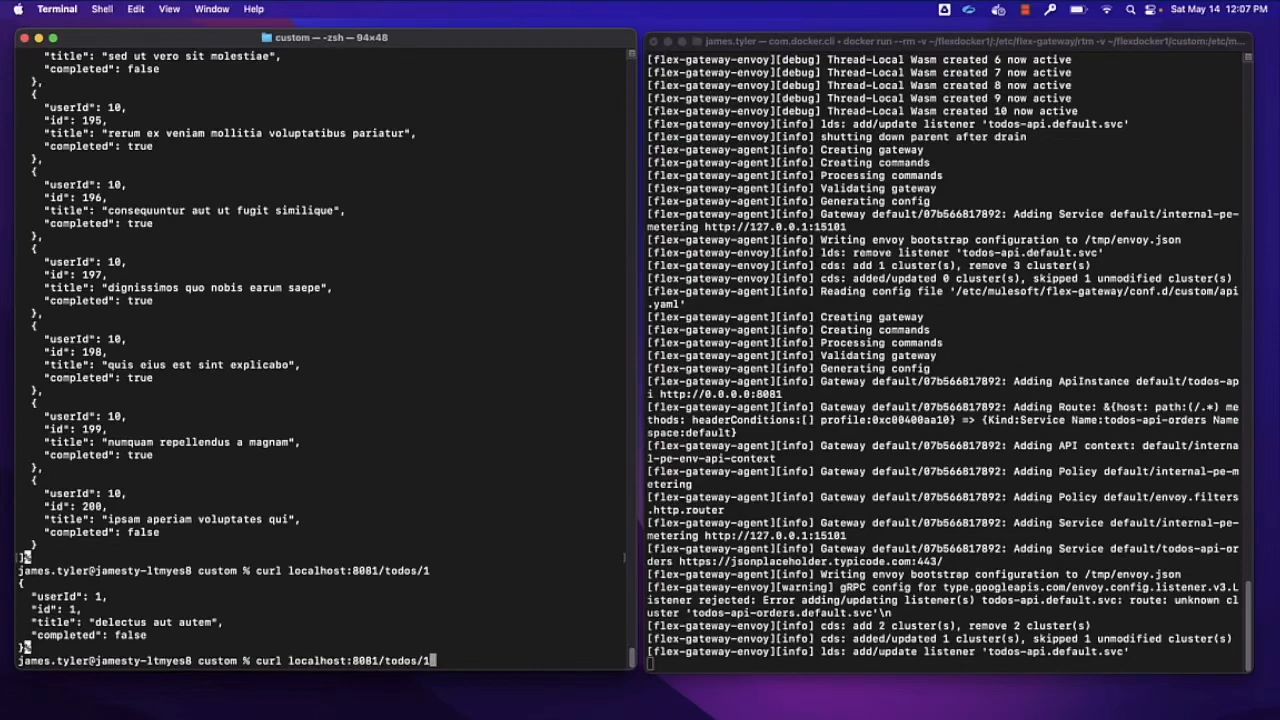 Terminal Shell Edit View Window Help Sat May 14 12:07 PM
custom — -zsh — 94×48
"title": "sed ut vero sit molestiae",
"completed": false
},
{
"userId": 10,
"id": 195,
"title": "rerum ex veniam mollitia voluptatibus pariatur",
"completed": true
},
{
"userId": 10,
"id": 196,
"title": "consequuntur aut ut fugit similique",
"completed": true
},
{
"userId": 10,
"id": 197,
"title": "dignissimos quo nobis earum saepe",
"completed": true
},
{
"userId": 10,
"id": 198,
"title": "quis eius est sint explicabo",
"completed": true
},
{
"userId": 10,
"id": 199,
"title": "numquam repellendus a magnam",
"completed": true
},
{
"userId": 10,
"id": 200,
"title": "ipsam aperiam voluptates qui",
"completed": false
}
]%
james.tyler@jamesty-ltmyes8 custom % curl localhost:8081/todos/1
{
"userId": 1,
"id": 1,
"title": "delectus aut autem",
"completed": false
}%
james.tyler@jamesty-ltmyes8 custom % curl localhost:8081/todos/1
james.tyler — com.docker.cli • docker run --rm -v ~/flexdocker1/:/etc/flex-gateway/rtm -v ~/flexdocker1/custom:/etc/m...
[flex-gateway-envoy][debug] Thread-Local Wasm created 6 now active
[flex-gateway-envoy][debug] Thread-Local Wasm created 7 now active
[flex-gateway-envoy][debug] Thread-Local Wasm created 8 now active
[flex-gateway-envoy][debug] Thread-Local Wasm created 9 now active
[flex-gateway-envoy][debug] Thread-Local Wasm created 10 now active
[flex-gateway-envoy][info] lds: add/update listener 'todos-api.default.svc'
[flex-gateway-envoy][info] shutting down parent after drain
[flex-gateway-agent][info] Creating gateway
[flex-gateway-agent][info] Creating commands
[flex-gateway-agent][info] Processing commands
[flex-gateway-agent][info] Validating gateway
[flex-gateway-agent][info] Generating config
[flex-gateway-agent][info] Gateway default/07b566817892: Adding Service default/internal-pe-
metering http://127.0.0.1:15101
[flex-gateway-agent][info] Writing envoy bootstrap configuration to /tmp/envoy.json
[flex-gateway-envoy][info] lds: remove listener 'todos-api.default.svc'
[flex-gateway-envoy][info] cds: add 1 cluster(s), remove 3 cluster(s)
[flex-gateway-envoy][info] cds: added/updated 0 cluster(s), skipped 1 unmodified cluster(s)
[flex-gateway-agent][info] Reading config file '/etc/mulesoft/flex-gateway/conf.d/custom/api
.yaml'
[flex-gateway-agent][info] Creating gateway
[flex-gateway-agent][info] Creating commands
[flex-gateway-agent][info] Processing commands
[flex-gateway-agent][info] Validating gateway
[flex-gateway-agent][info] Generating config
[flex-gateway-agent][info] Gateway default/07b566817892: Adding ApiInstance default/todos-ap
i http://0.0.0.0:8081
[flex-gateway-agent][info] Gateway default/07b566817892: Adding Route: &{host: path:(/.*) me
thods: headerConditions:[] profile:0xc00400aa10} => {Kind:Service Name:todos-api-orders Name
space:default}
[flex-gateway-agent][info] Gateway default/07b566817892: Adding API context: default/interna
l-pe-env-api-context
[flex-gateway-agent][info] Gateway default/07b566817892: Adding Policy default/internal-pe-m
etering
[flex-gateway-agent][info] Gateway default/07b566817892: Adding Policy default/envoy.filters
.http.router
[flex-gateway-agent][info] Gateway default/07b566817892: Adding Service default/internal-pe-
metering http://127.0.0.1:15101
[flex-gateway-agent][info] Gateway default/07b566817892: Adding Service default/todos-api-or
ders https://jsonplaceholder.typicode.com:443/
[flex-gateway-agent][info] Writing envoy bootstrap configuration to /tmp/envoy.json
[flex-gateway-envoy][warning] gRPC config for type.googleapis.com/envoy.config.listener.v3.L
istener rejected: Error adding/updating listener(s) todos-api.default.svc: route: unknown cl
uster 'todos-api-orders.default.svc'\n
[flex-gateway-envoy][info] cds: add 2 cluster(s), remove 2 cluster(s)
[flex-gateway-envoy][info] cds: added/updated 1 cluster(s), skipped 1 unmodified cluster(s)
[flex-gateway-envoy][info] lds: add/update listener 'todos-api.default.svc'